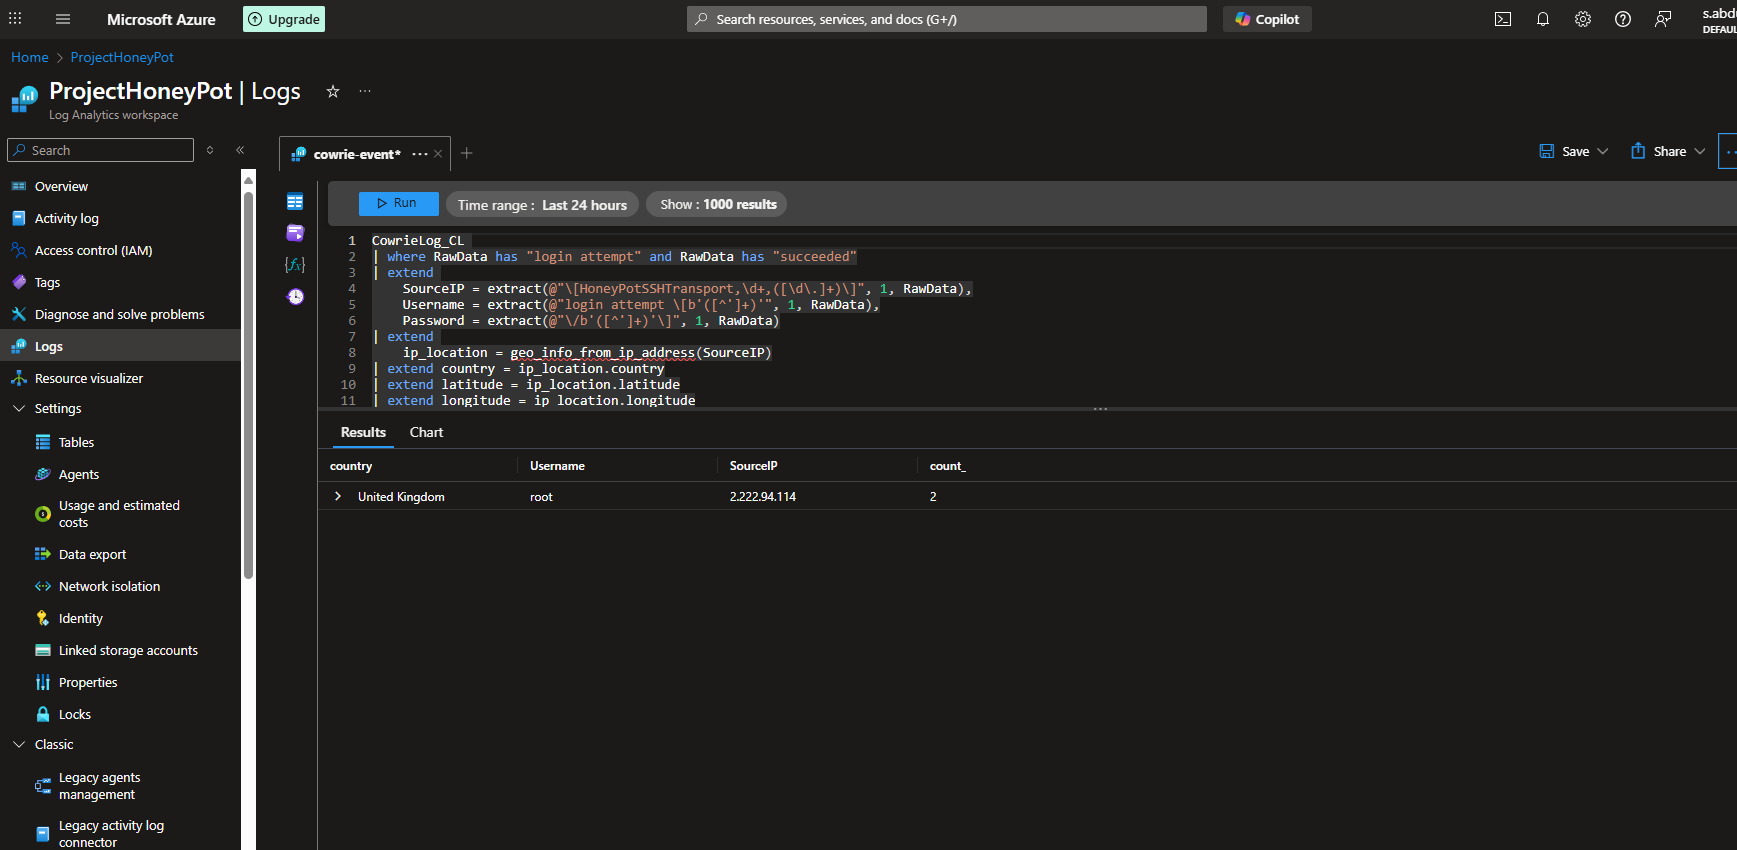 Microsoft Azure
Upgrade
Search resources, services, and docs (G+/)
Copilot
s.abdu
DEFAUL
Home > ProjectHoneyPot
ProjectHoneyPot | Logs
Log Analytics workspace
Search
Overview
Activity log
Access control (IAM)
Tags
Diagnose and solve problems
Logs
Resource visualizer
Settings
Tables
Agents
Usage and estimated
costs
Data export
Network isolation
Identity
Linked storage accounts
Properties
Locks
Classic
Legacy agents
management
Legacy activity log
connector
cowrie-event*
Save
Share
Run
Time range : Last 24 hours
Show : 1000 results
1 CowrieLog_CL
2 | where RawData has "login attempt" and RawData has "succeeded"
3 | extend
4 SourceIP = extract(@"\[HoneyPotSSHTransport,\d+,([\d\.]+)\]", 1, RawData),
5 Username = extract(@"login attempt \[b'([^']+)'", 1, RawData),
6 Password = extract(@"\/b'([^']+)'\]", 1, RawData)
7 | extend
8 ip_location = geo_info_from_ip_address(SourceIP)
9 | extend country = ip_location.country
10 | extend latitude = ip_location.latitude
11 | extend longitude = ip_location.longitude
Results
Chart
country Username SourceIP count_
United Kingdom root 2.222.94.114 2